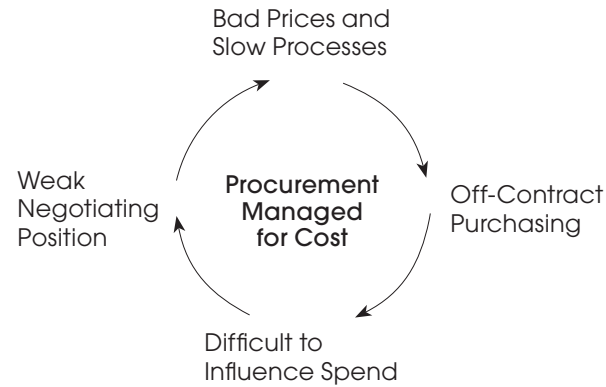 Bad Prices and
Slow Processes
Weak
Negotiating
Position
Procurement
Managed
for Cost
Off-Contract
Purchasing
Difficult to
Influence Spend